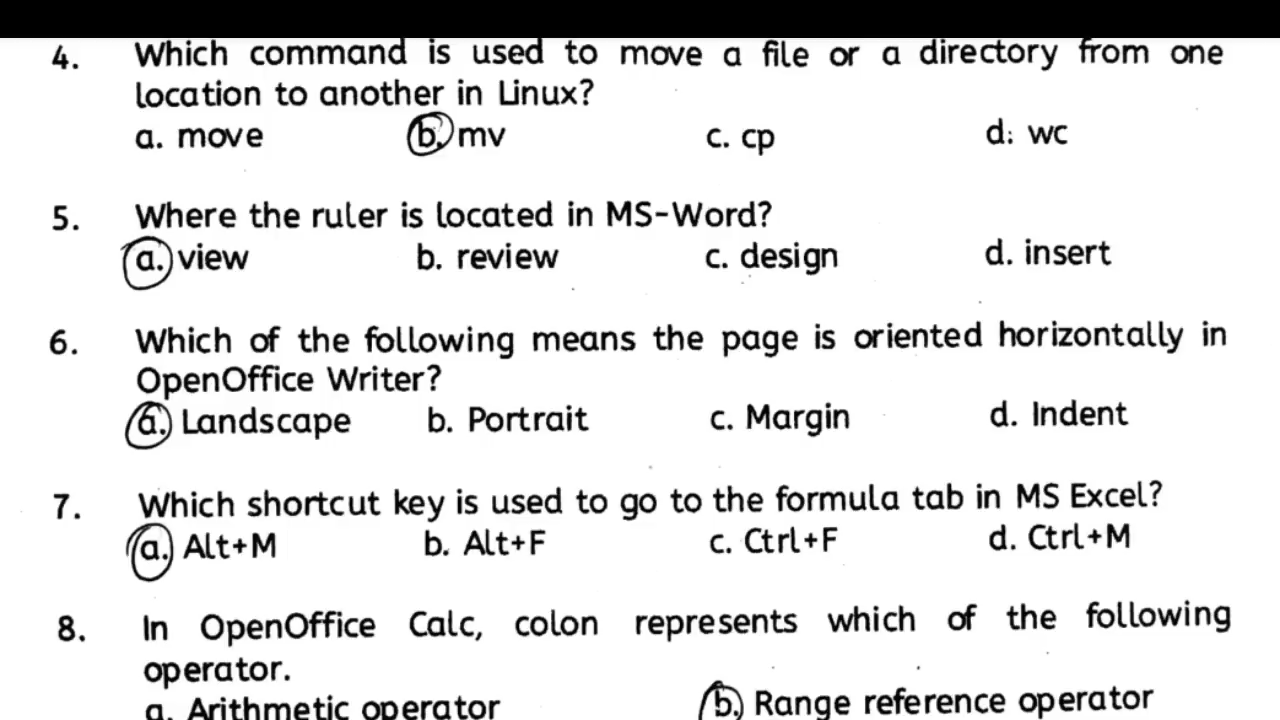 4. Which command is used to move a file or a directory from one
location to another in Linux?
a. move b. mv c. cp d. wc
5. Where the ruler is located in MS-Word?
a. view b. review c. design d. insert
6. Which of the following means the page is oriented horizontally in
OpenOffice Writer?
a. Landscape b. Portrait c. Margin d. Indent
7. Which shortcut key is used to go to the formula tab in MS Excel?
a. Alt+M b. Alt+F c. Ctrl+F d. Ctrl+M
8. In OpenOffice Calc, colon represents which of the following
operator.
a. Arithmetic operator b. Range reference operator